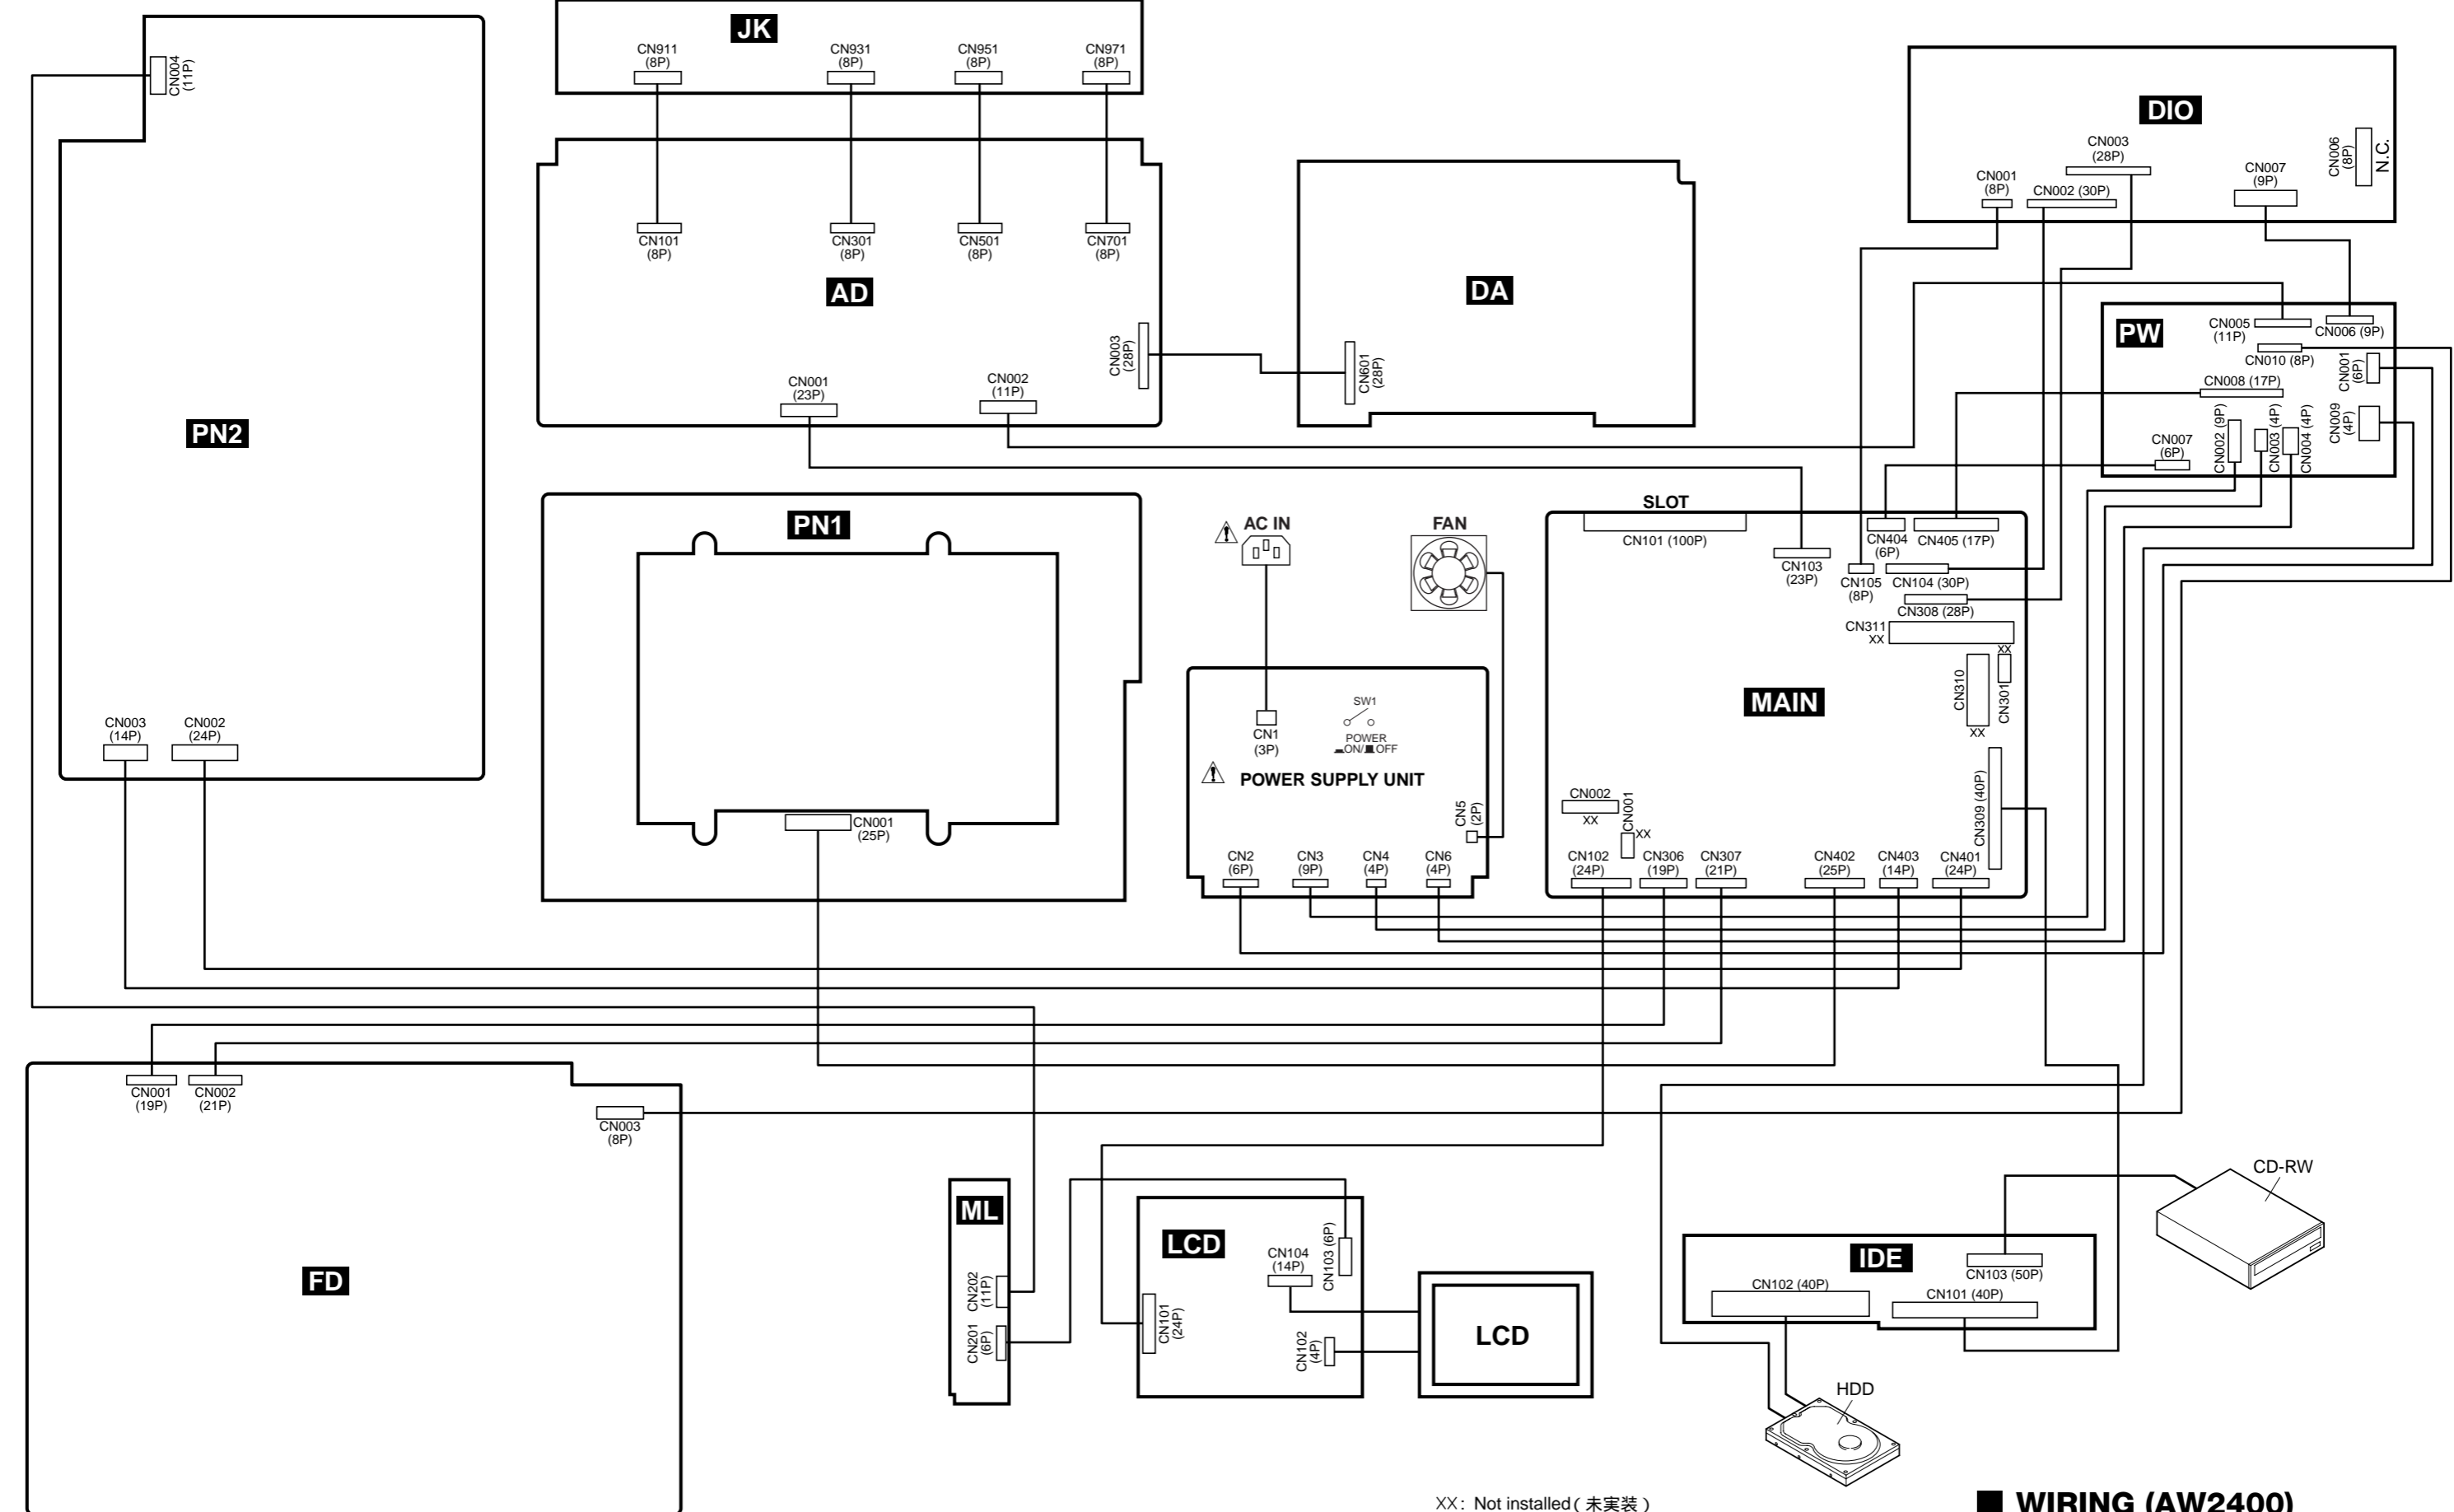 JK
CN911
(8P)
CN931
(8P)
CN951
(8P)
CN971
(8P)
CN004
(11P)
PN2
CN003
(14P)
CN002
(24P)
CN101
(8P)
CN301
(8P)
CN501
(8P)
CN701
(8P)
AD
CN003
(28P)
CN001
(23P)
CN002
(11P)
DA
CN601
(28P)
DIO
CN003
(28P)
CN001
(8P)
CN002 (30P)
CN007
(9P)
CN006
(8P)
N.C.
PW
CN005
(11P)
CN006 (9P)
CN010 (8P)
CN001
(6P)
CN008 (17P)
CN009
(4P)
CN007
(6P)
CN002 (9P)
CN003 (4P)
CN004 (4P)
PN1
CN001
(25P)
AC IN
FAN
CN1
(3P)
SW1
POWER
ON/OFF
POWER SUPPLY UNIT
CN5
(2P)
CN2
(6P)
CN3
(9P)
CN4
(4P)
CN6
(4P)
SLOT
CN101 (100P)
CN103
(23P)
CN404
(6P)
CN405 (17P)
CN105
(8P)
CN104 (30P)
CN308 (28P)
CN311
XX
XX
CN310
XX
CN301
MAIN
CN309 (40P)
CN002
XX
CN001
XX
CN102
(24P)
CN306
(19P)
CN307
(21P)
CN402
(25P)
CN403
(14P)
CN401
(24P)
CN001
(19P)
CN002
(21P)
CN003
(8P)
FD
ML
CN202
(11P)
CN201
(6P)
LCD
CN104
(14P)
CN103 (6P)
CN101
(24P)
CN102
(4P)
LCD
IDE
CN103 (50P)
CN102 (40P)
CN101 (40P)
CD-RW
HDD
XX: Not installed (未実装)
■ WIRING (AW2400)